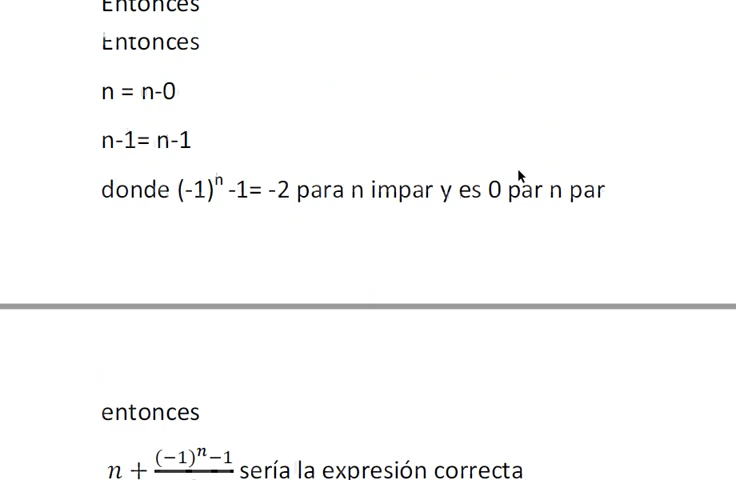 Entonces
Entonces
n = n-0
n-1= n-1
donde (-1)ⁿ -1= -2 para n impar y es 0 par n par
entonces
n + (−1)ⁿ−1 sería la expresión correcta